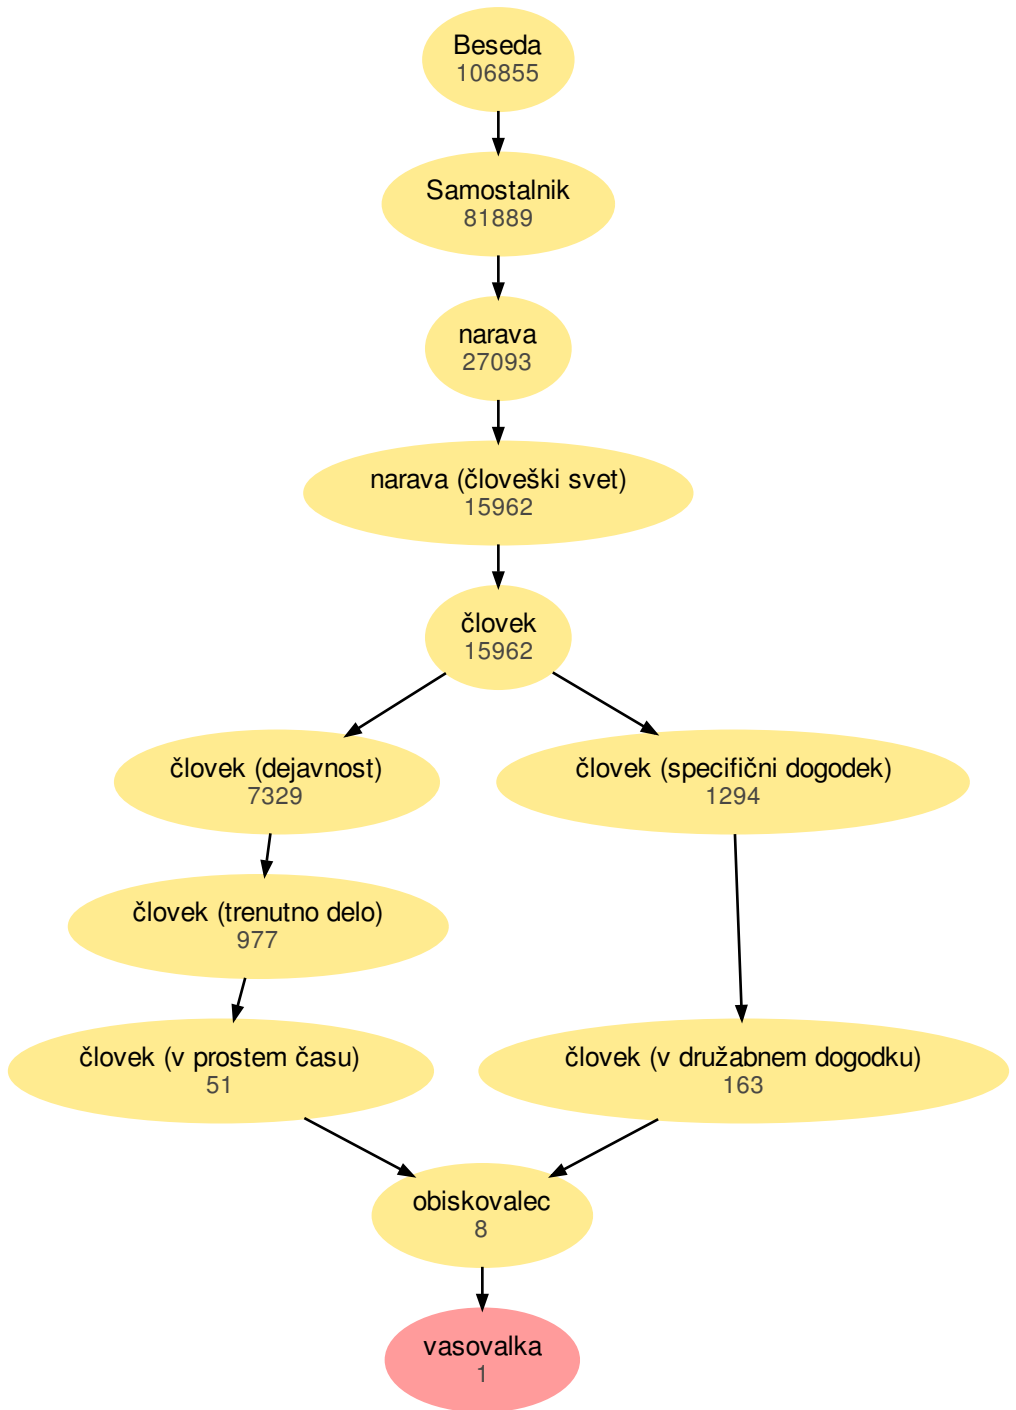 Beseda
106855
Samostalnik
81889
narava
27093
narava (človeški svet)
15962
človek
15962
človek (dejavnost)
7329
človek (specifični dogodek)
1294
človek (trenutno delo)
977
človek (v prostem času)
51
človek (v družabnem dogodku)
163
obiskovalec
8
vasovalka
1